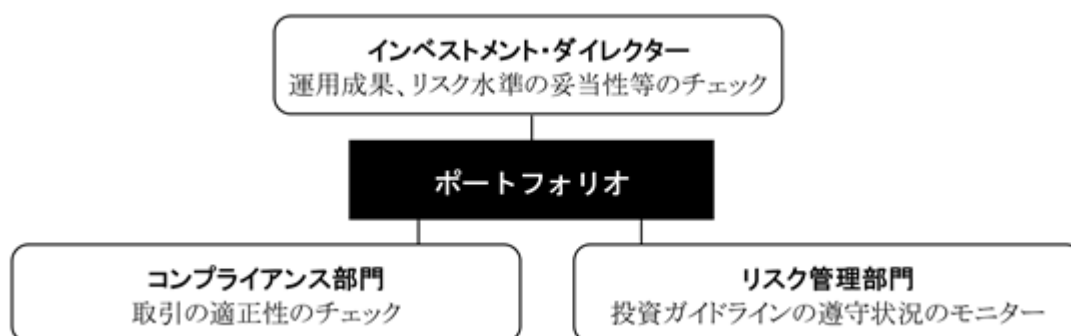 インベストメント・ダイレクター
運用成果、リスク水準の妥当性等のチェック
ポートフォリオ
コンプライアンス部門
取引の適正性のチェック
リスク管理部門
投資ガイドラインの遵守状況のモニター